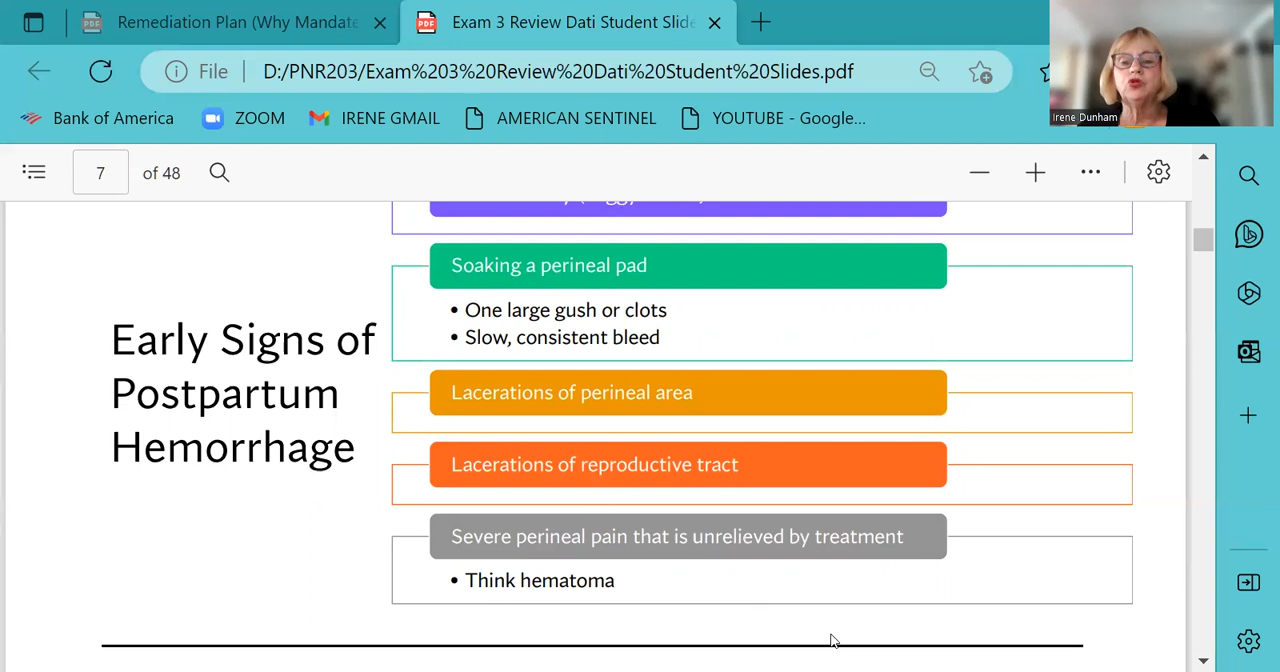 Remediation Plan (Why Mandate
Exam 3 Review Dati Student Slide
File
D:/PNR203/Exam%203%20Review%20Dati%20Student%20Slides.pdf
Bank of America
ZOOM
IRENE GMAIL
AMERICAN SENTINEL
YOUTUBE - Google...
Irene Dunham
7 of 48
Soaking a perineal pad
• One large gush or clots
• Slow, consistent bleed
Early Signs of
Postpartum
Hemorrhage
Lacerations of perineal area
Lacerations of reproductive tract
Severe perineal pain that is unrelieved by treatment
• Think hematoma